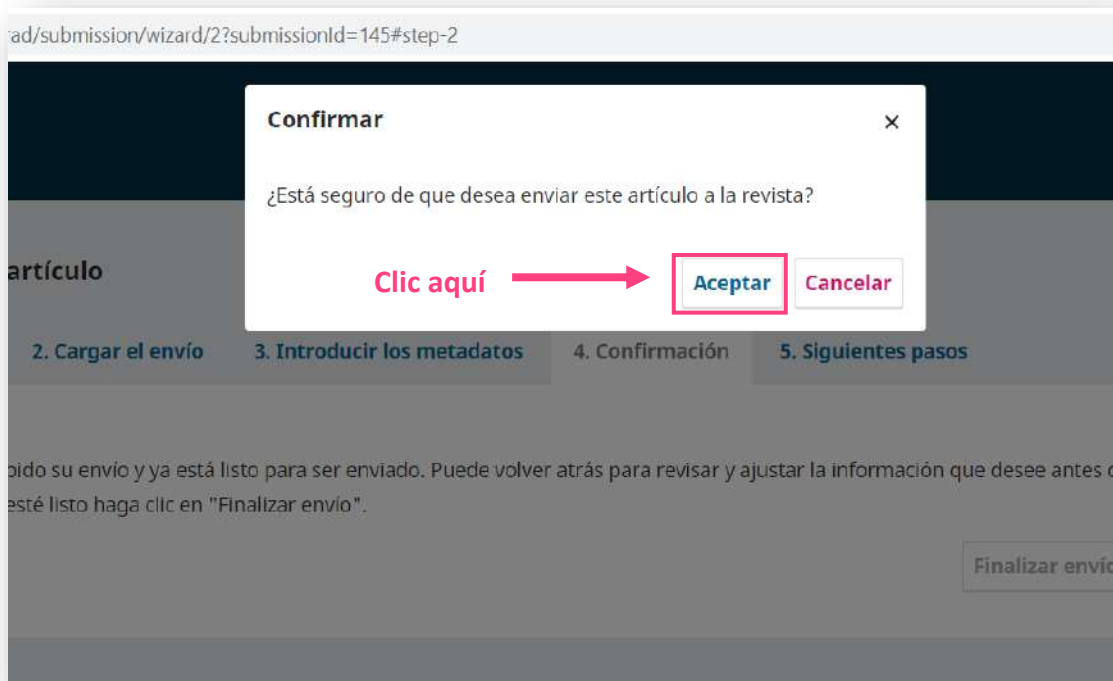 rad/submission/wizard/2?submissionId=145#step-2
Confirmar ×
¿Está seguro de que desea enviar este artículo a la revista?
artículo
Clic aquí
Aceptar Cancelar
2. Cargar el envío 3. Introducir los metadatos 4. Confirmación 5. Siguientes pasos
bido su envío y ya está listo para ser enviado. Puede volver atrás para revisar y ajustar la información que desee antes
esté listo haga clic en "Finalizar envío".
Finalizar envío